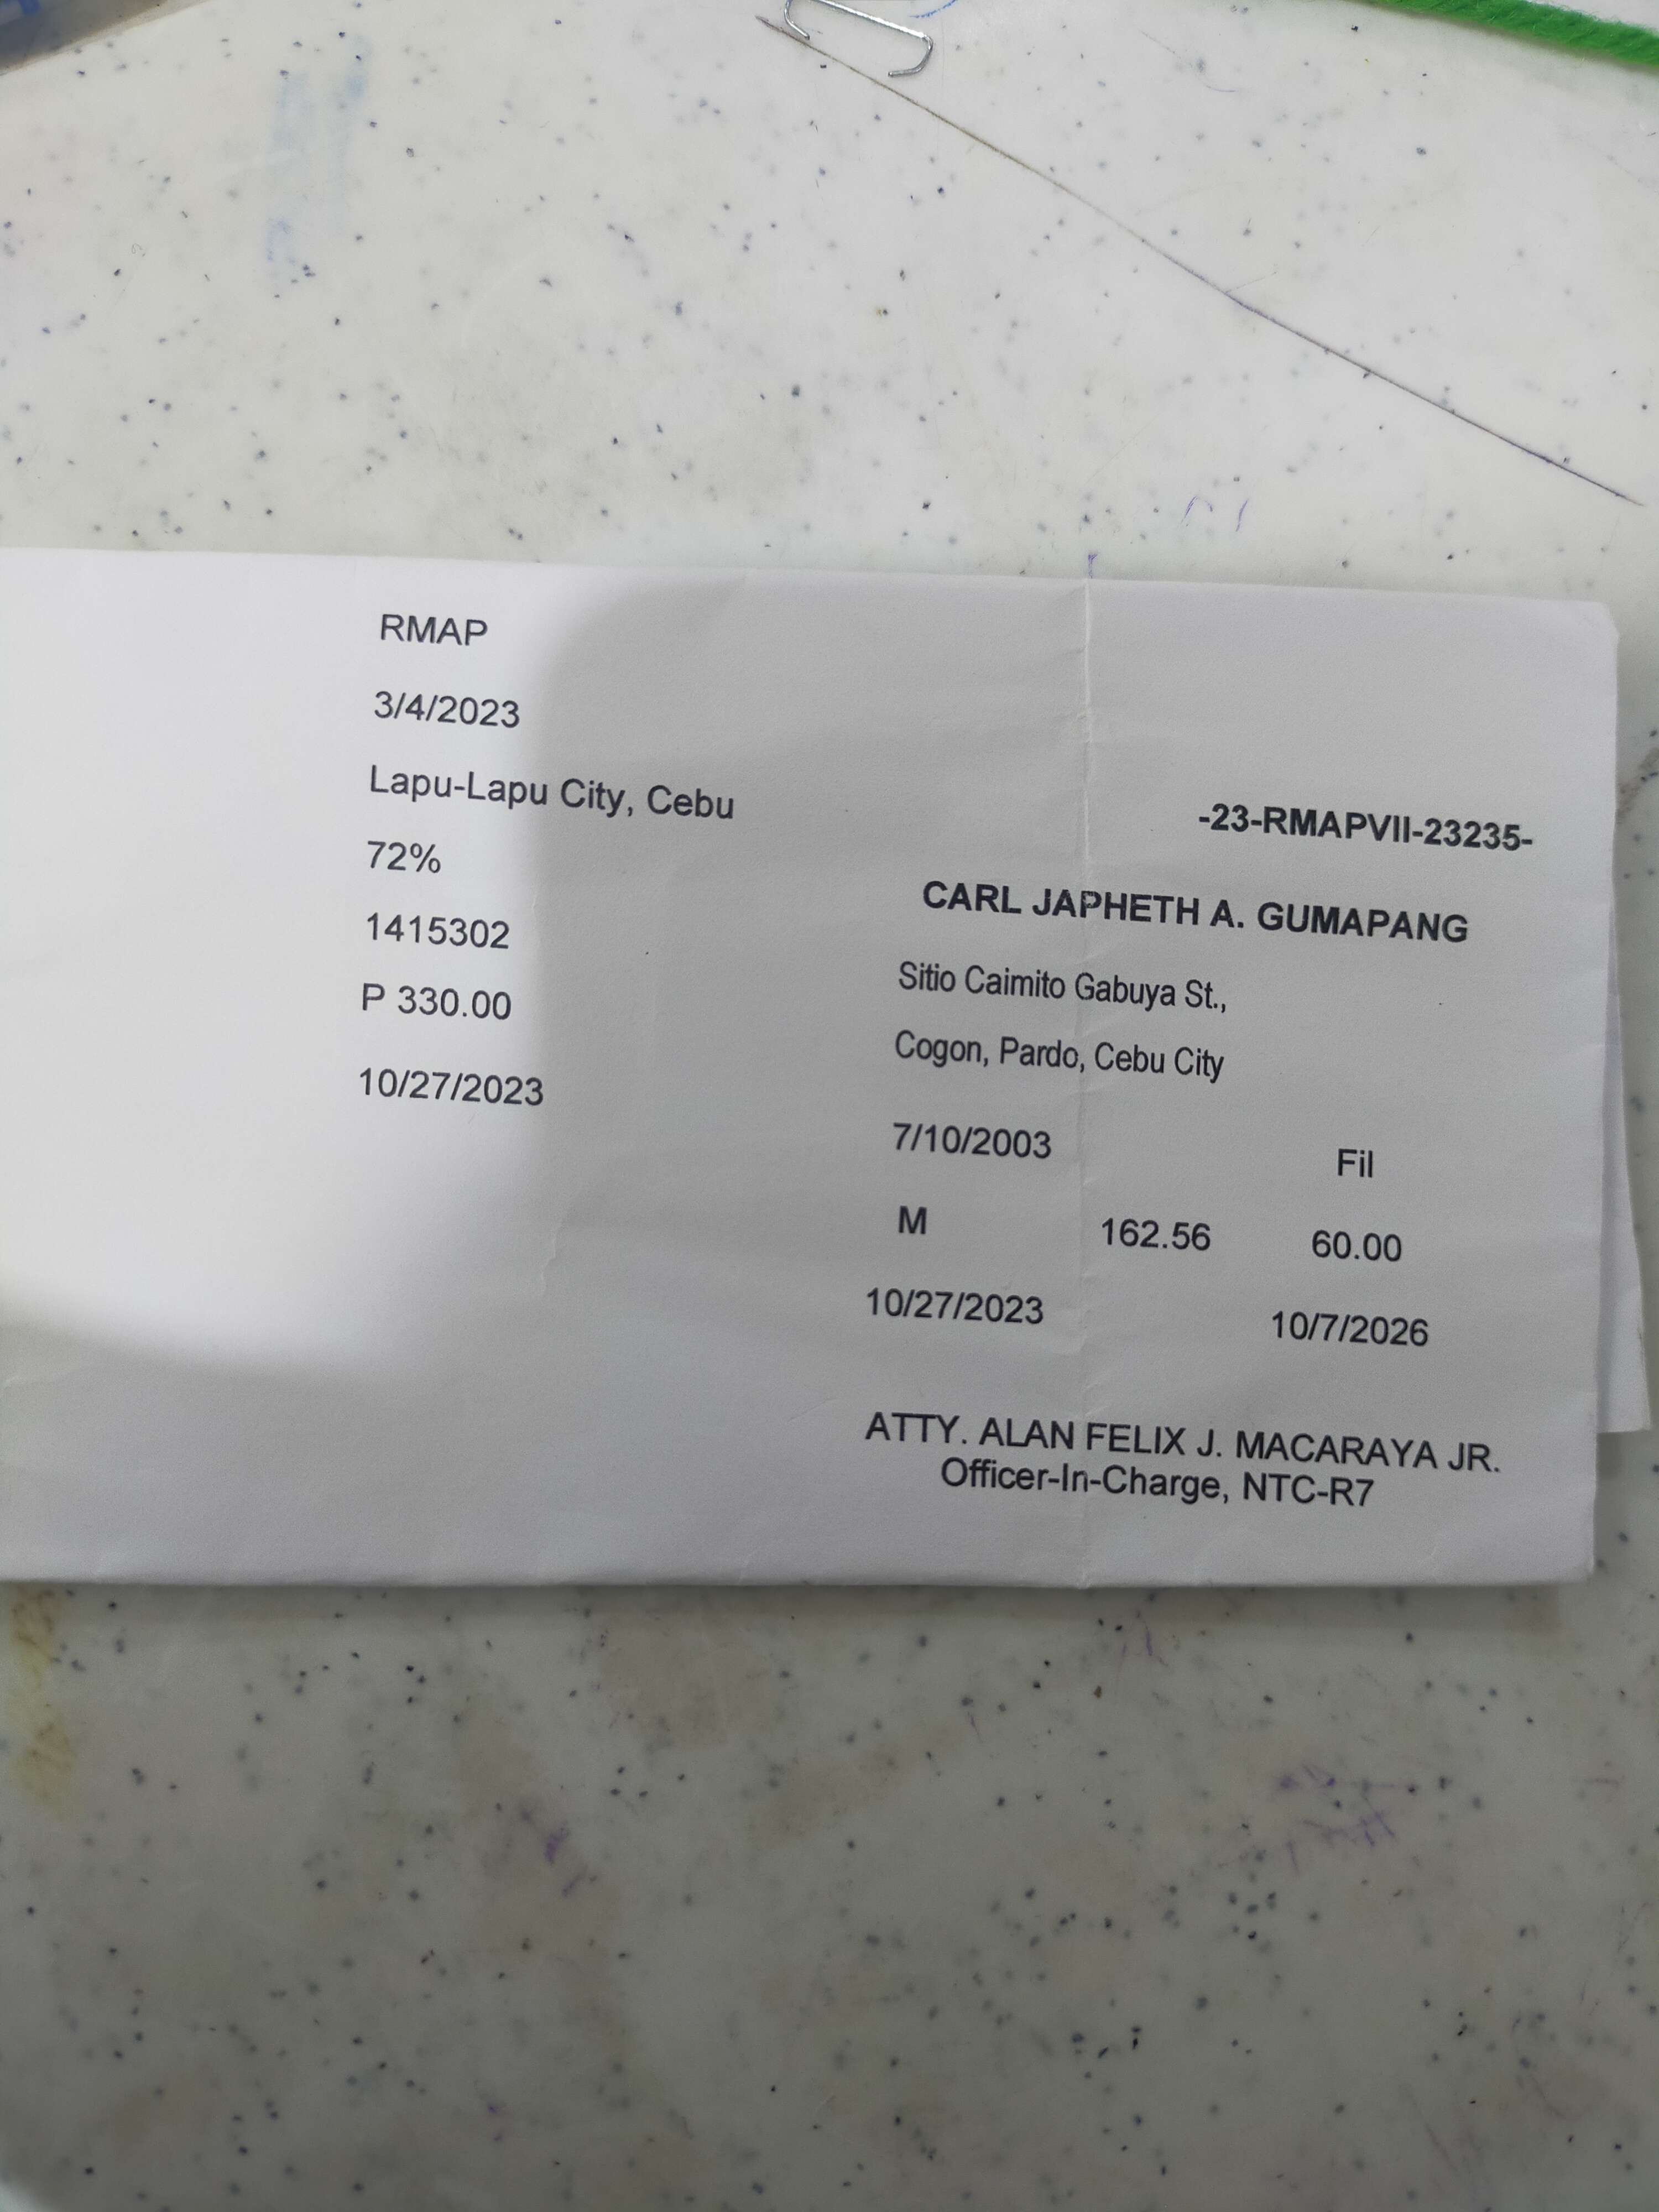 RMAP
3/4/2023
Lapu-Lapu City, Cebu
72%
1415302
P 330.00
10/27/2023
-23-RMAPVII-23235-
CARL JAPHETH A. GUMAPANG
Sitio Caimito Gabuya St.,
Cogon, Pardo, Cebu City
7/10/2003 Fil
M 162.56 60.00
10/27/2023 10/7/2026
ATTY. ALAN FELIX J. MACARAYA JR.
Officer-In-Charge, NTC-R7